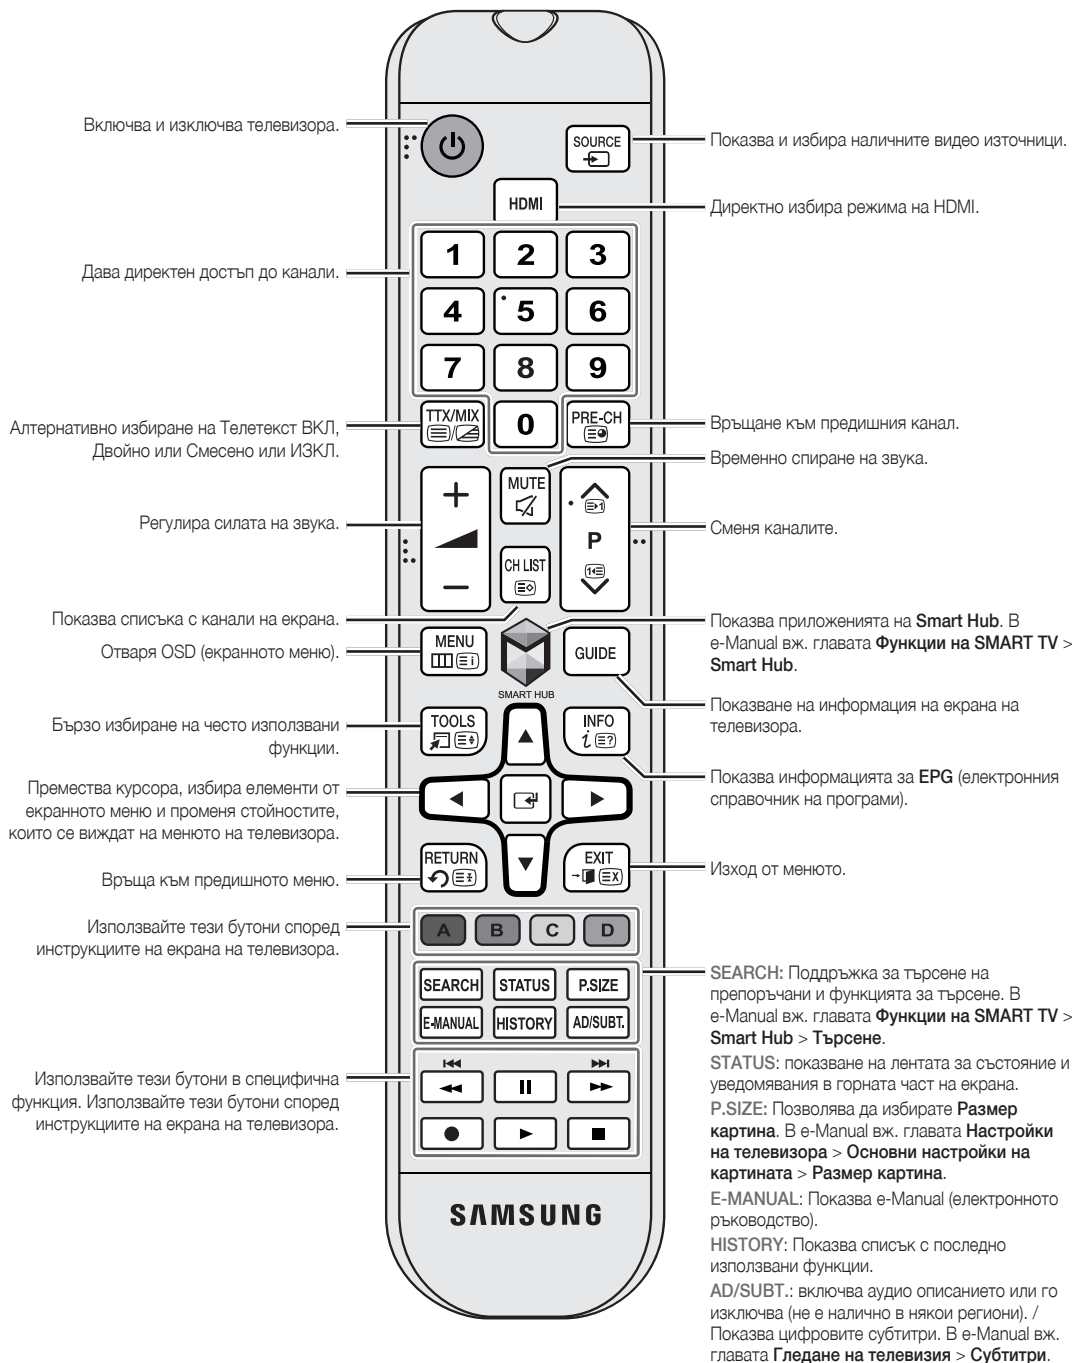 Включва и изключва телевизора.
SOURCE
Показва и избира наличните видео източници.
HDMI
Директно избира режима на HDMI.
1 2 3
Дава директен достъп до канали.
4 5 6
7 8 9
TTX/MIX
0
PRE-CH
Алтернативно избиране на Телетекст ВКЛ,
Двойно или Смесено или ИЗКЛ.
Връщане към предишния канал.
Временно спиране на звука.
MUTE
Регулира силата на звука.
P
Сменя каналите.
CH LIST
Показва списъка с канали на екрана.
Показва приложенията на Smart Hub. В
e-Manual вж. главата Функции на SMART TV >
Smart Hub.
MENU
Отваря OSD (екранното меню).
GUIDE
SMART HUB
Показване на информация на екрана на
телевизора.
TOOLS
INFO
Бързо избиране на често използвани
функции.
Показва информацията за EPG (електронния
справочник на програми).
Премества курсора, избира елементи от
екранното меню и променя стойностите,
които се виждат на менюто на телевизора.
RETURN
EXIT
Връща към предишното меню.
Изход от менюто.
Използвайте тези бутони според
инструкциите на екрана на телевизора.
A B C D
SEARCH STATUS P.SIZE
E-MANUAL HISTORY AD/SUBT.
SEARCH: Поддръжка за търсене на
препоръчани и функцията за търсене. В
e-Manual вж. главата Функции на SMART TV >
Smart Hub > Търсене.
STATUS: показване на лентата за състояние и
уведомявания в горната част на екрана.
P.SIZE: Позволява да избирате Размер
картина. В e-Manual вж. главата Настройки
на телевизора > Основни настройки на
картината > Размер картина.
E-MANUAL: Показва e-Manual (електронното
ръководство).
HISTORY: Показва списък с последно
използвани функции.
AD/SUBT.: включва аудио описанието или го
изключва (не е налично в някои региони). /
Показва цифровите субтитри. В e-Manual вж.
главата Гледане на телевизия > Субтитри.
Използвайте тези бутони в специфична
функция. Използвайте тези бутони според
инструкциите на екрана на телевизора.
SAMSUNG